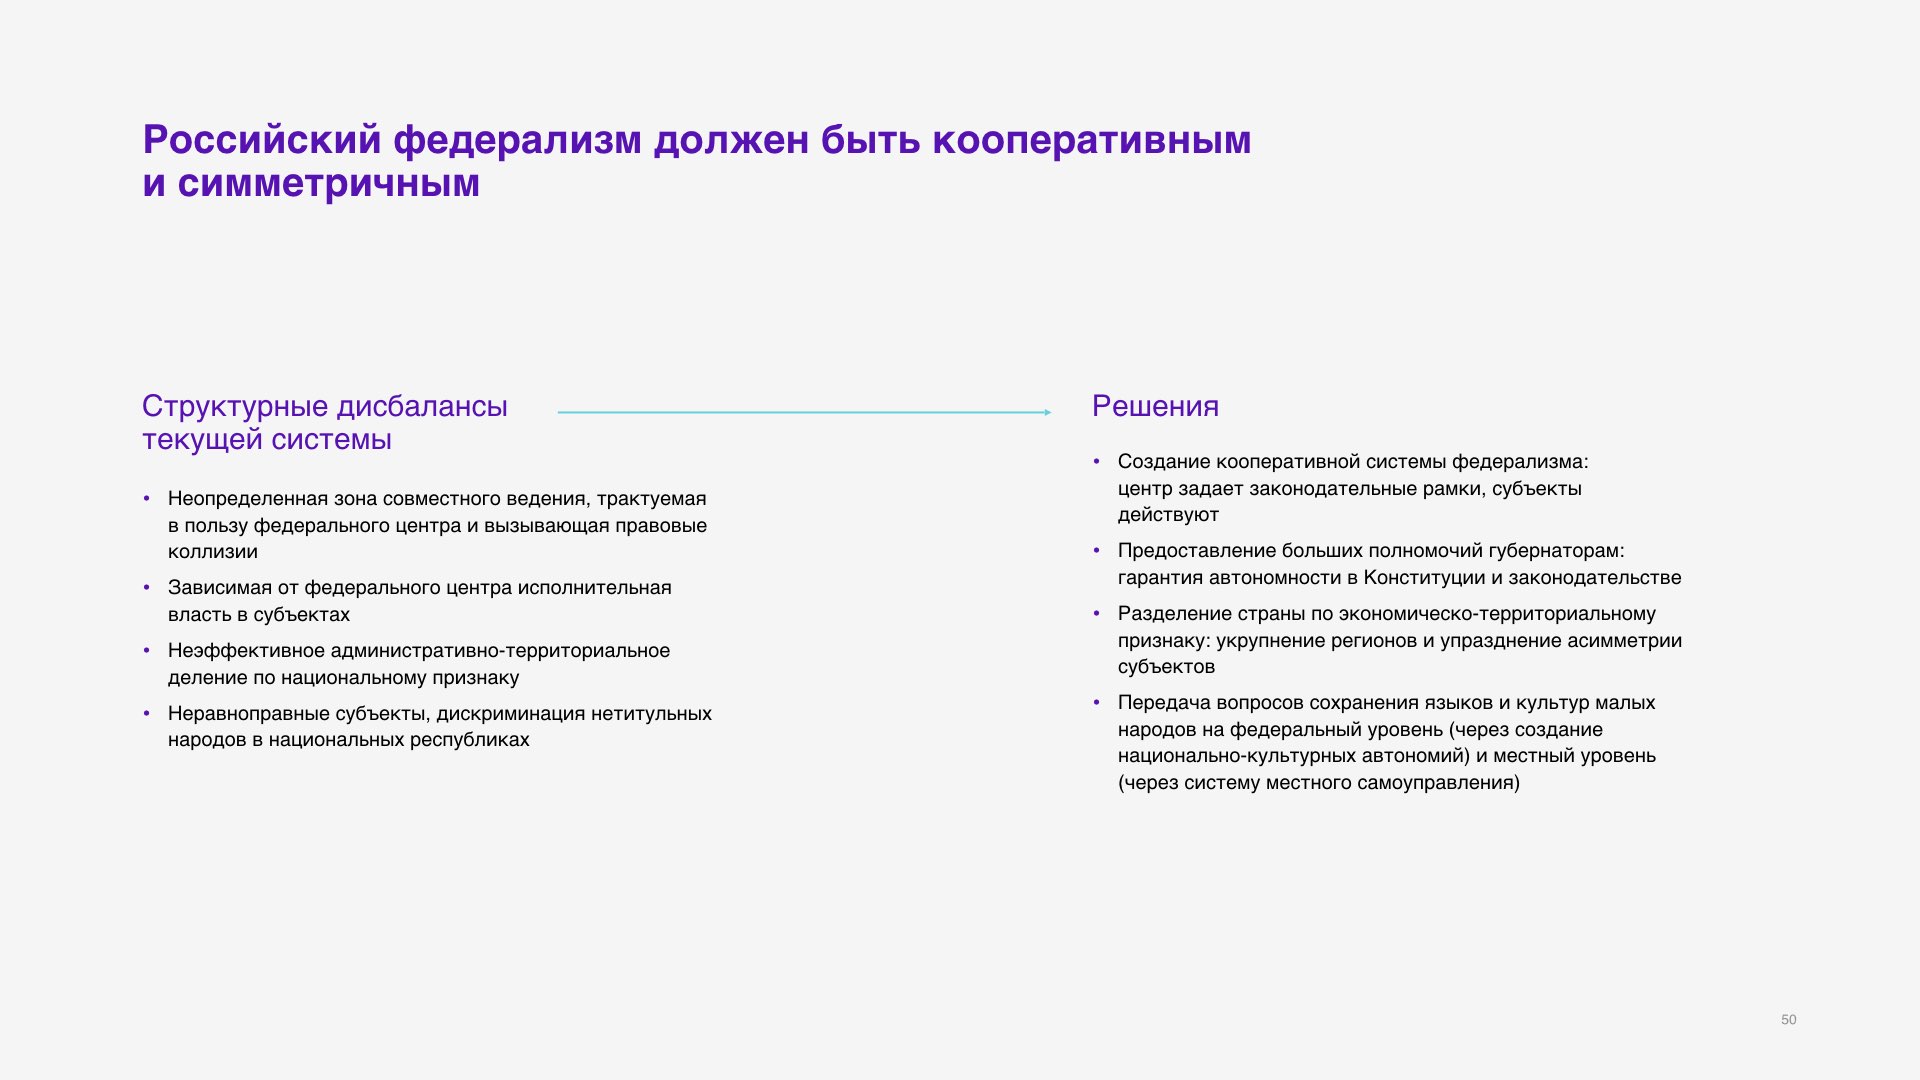 Российский федерализм должен быть кооперативным
и симметричным
Структурные дисбалансы
текущей системы
• Неопределенная зона совместного ведения, трактуемая
в пользу федерального центра и вызывающая правовые
коллизии
• Зависимая от федерального центра исполнительная
власть в субъектах
• Неэффективное административно-территориальное
деление по национальному признаку
• Неравноправные субъекты, дискриминация нетитульных
народов в национальных республиках
Решения
• Создание кооперативной системы федерализма:
центр задает законодательные рамки, субъекты
действуют
• Предоставление больших полномочий губернаторам:
гарантия автономности в Конституции и законодательстве
• Разделение страны по экономическо-территориальному
признаку: укрупнение регионов и упразднение асимметрии
субъектов
• Передача вопросов сохранения языков и культур малых
народов на федеральный уровень (через создание
национально-культурных автономий) и местный уровень
(через систему местного самоуправления)
50